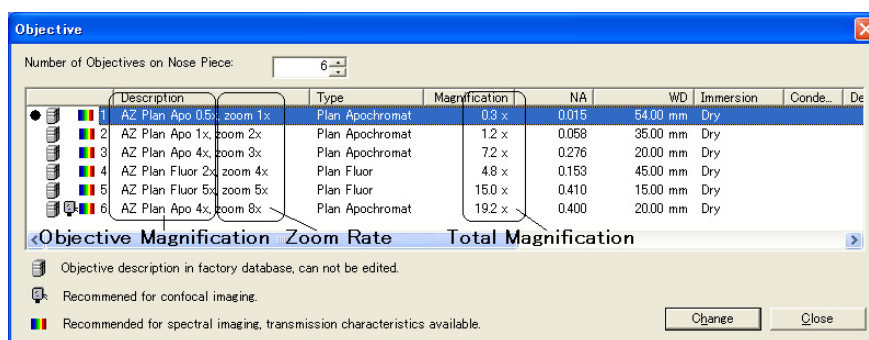 Objective
Number of Objectives on Nose Piece: 6
Description Type Magnification NA WD Immersion Conde... De
1 AZ Plan Apo 0.5x, zoom 1x Plan Apochromat 0.3 x 0.015 54.00 mm Dry
2 AZ Plan Apo 1x, zoom 2x Plan Apochromat 1.2 x 0.058 35.00 mm Dry
3 AZ Plan Apo 4x, zoom 3x Plan Apochromat 7.2 x 0.276 20.00 mm Dry
4 AZ Plan Fluor 2x, zoom 4x Plan Fluor 4.8 x 0.153 45.00 mm Dry
5 AZ Plan Fluor 5x, zoom 5x Plan Fluor 15.0 x 0.410 15.00 mm Dry
6 AZ Plan Apo 4x, zoom 8x Plan Apochromat 19.2 x 0.400 20.00 mm Dry
Objective Magnification Zoom Rate Total Magnification
Objective description in factory database, can not be edited.
Recommened for confocal imaging.
Recommended for spectral imaging, transmission characteristics available.
Change Close